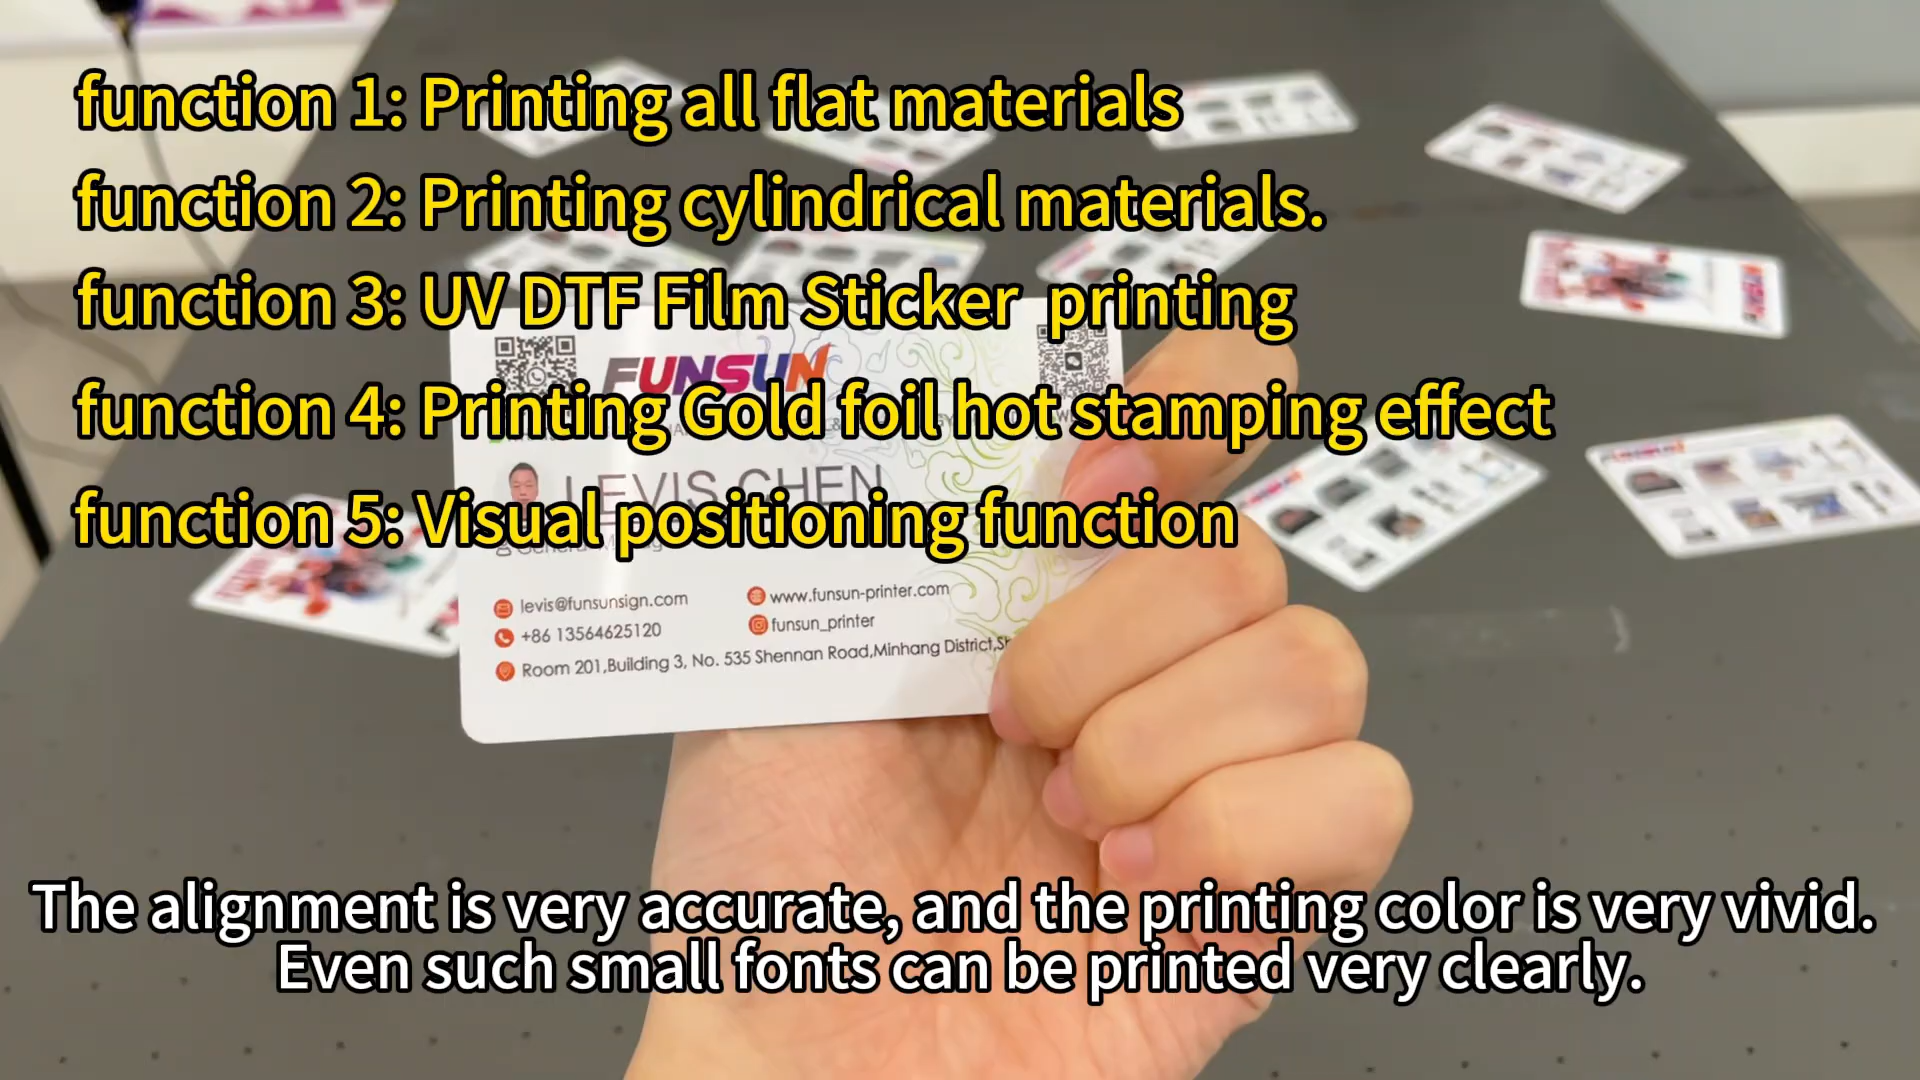 function 1: Printing all flat materials
function 2: Printing cylindrical materials.
function 3: UV DTF Film Sticker printing
FUNSUN
function 4: Printing Gold foil hot stamping effect
LEVIS CHEN
function 5: Visual positioning function
levis@funsunsign.com
www.funsun-printer.com
+86 13564625120
funsun_printer
Room 201,Building 3, No. 535 Shennan Road,Minhang District,
The alignment is very accurate, and the printing color is very vivid.
Even such small fonts can be printed very clearly.